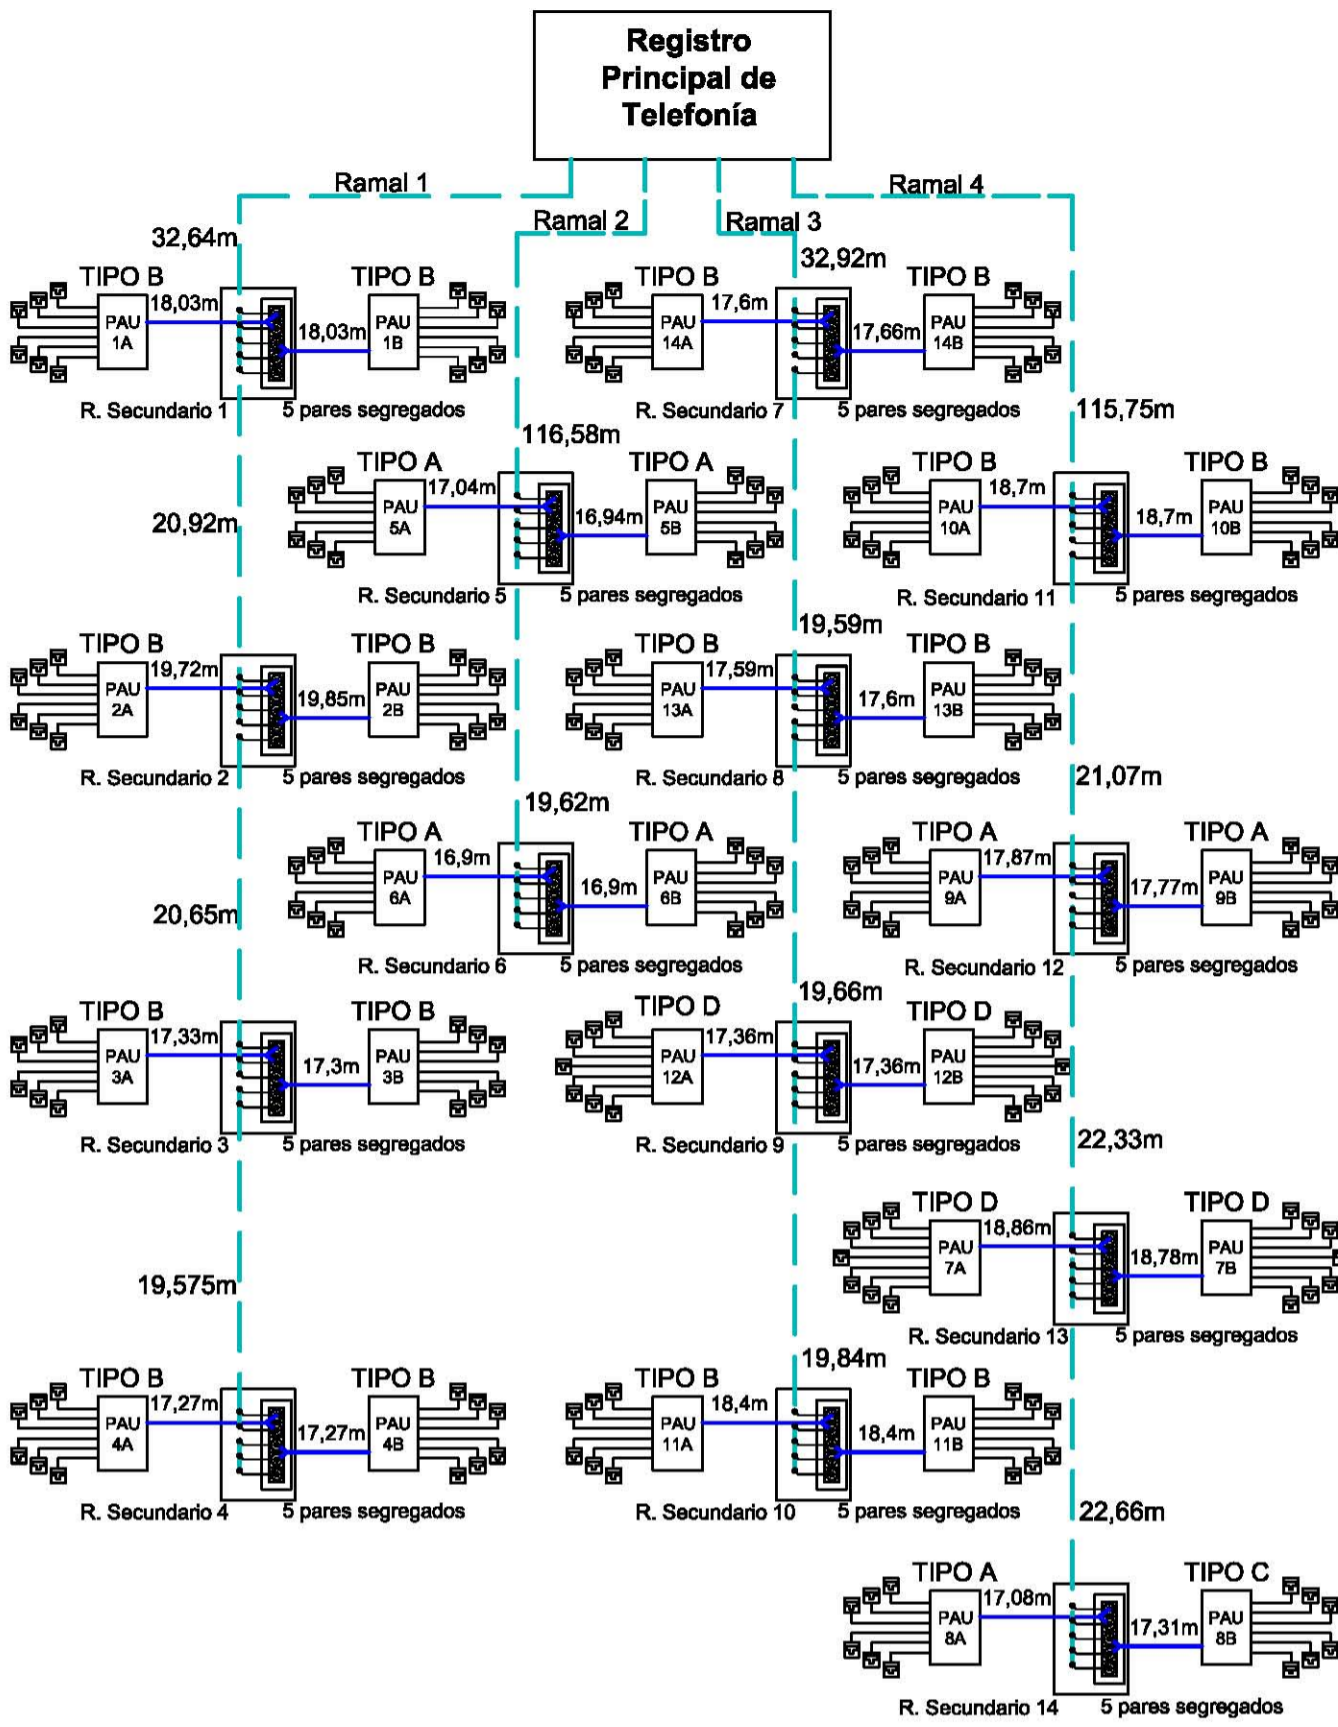 Registro
Principal de
Telefonía
Ramal 1
Ramal 4
Ramal 2
Ramal 3
32,64m
32,92m
TIPO B
TIPO B
TIPO B
TIPO B
18,03m
17,6m
PAU
1A
18,03m
PAU
1B
PAU
14A
17,66m
PAU
14B
R. Secundario 1
5 pares segregados
R. Secundario 7
5 pares segregados
116,58m
115,75m
TIPO A
TIPO A
TIPO B
TIPO B
17,04m
18,7m
20,92m
PAU
5A
16,94m
PAU
5B
PAU
10A
18,7m
PAU
10B
R. Secundario 5
5 pares segregados
R. Secundario 11
5 pares segregados
19,59m
TIPO B
TIPO B
TIPO B
TIPO B
19,72m
17,59m
PAU
2A
19,85m
PAU
2B
PAU
13A
17,6m
PAU
13B
R. Secundario 2
5 pares segregados
R. Secundario 8
5 pares segregados
19,62m
21,07m
TIPO A
TIPO A
TIPO A
TIPO A
16,9m
17,87m
PAU
6A
16,9m
PAU
6B
PAU
9A
17,77m
PAU
9B
20,65m
R. Secundario 6
5 pares segregados
R. Secundario 12
5 pares segregados
19,66m
TIPO B
TIPO B
TIPO D
TIPO D
17,33m
17,36m
PAU
3A
17,3m
PAU
3B
PAU
12A
17,36m
PAU
12B
R. Secundario 3
5 pares segregados
R. Secundario 9
5 pares segregados
22,33m
TIPO D
TIPO D
18,86m
PAU
7A
18,78m
PAU
7B
19,575m
R. Secundario 13
5 pares segregados
19,84m
TIPO B
TIPO B
TIPO B
TIPO B
17,27m
18,4m
PAU
4A
17,27m
PAU
4B
PAU
11A
18,4m
PAU
11B
R. Secundario 4
5 pares segregados
R. Secundario 10
5 pares segregados
22,66m
TIPO A
TIPO C
17,08m
PAU
8A
17,31m
PAU
8B
R. Secundario 14
5 pares segregados